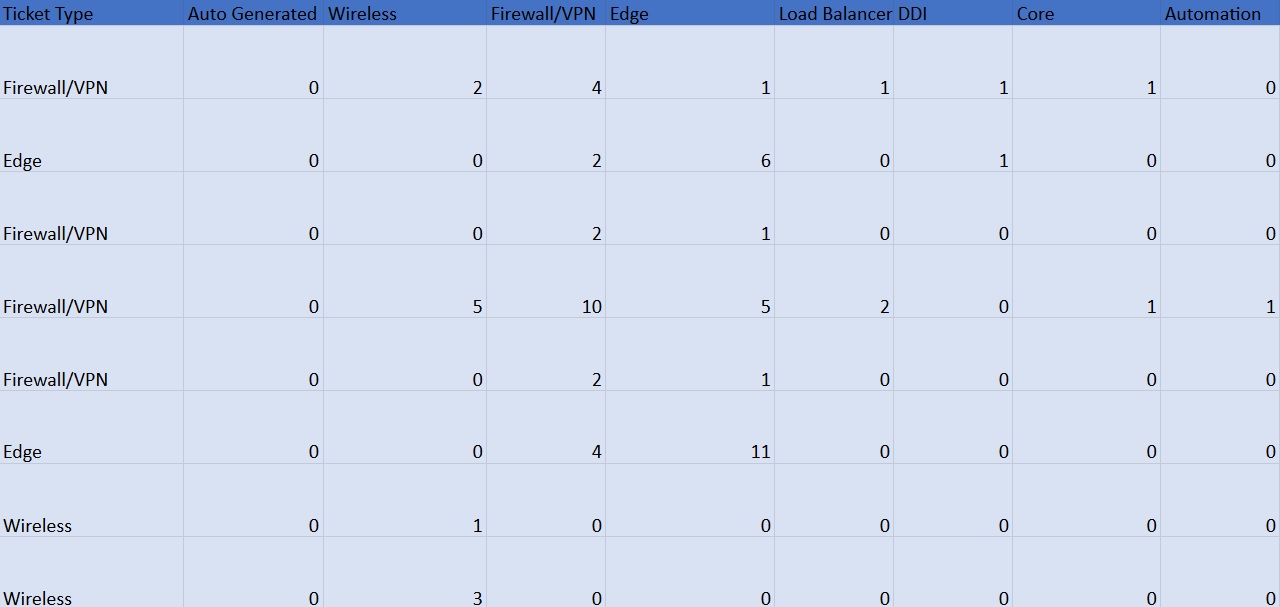 Ticket Type Auto Generated Wireless Firewall/VPN Edge Load Balancer DDI Core Automation
Firewall/VPN 0 2 4 1 1 1 1 0
Edge 0 0 2 6 0 1 0 0
Firewall/VPN 0 0 2 1 0 0 0 0
Firewall/VPN 0 5 10 5 2 0 1 1
Firewall/VPN 0 0 2 1 0 0 0 0
Edge 0 0 4 11 0 0 0 0
Wireless 0 1 0 0 0 0 0 0
Wireless 0 3 0 0 0 0 0 0